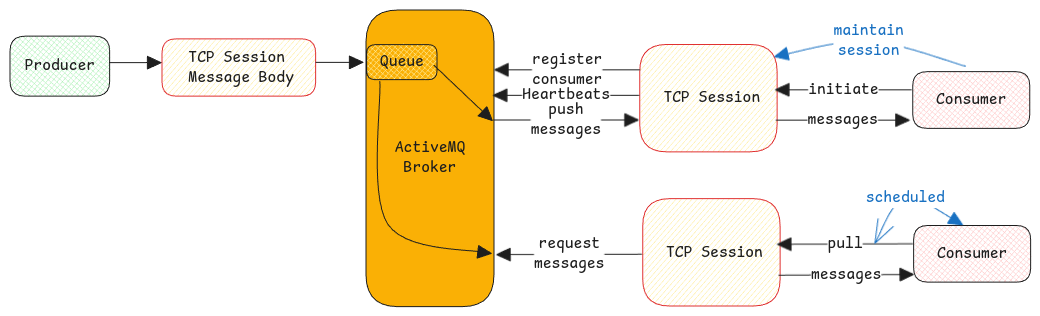 Producer
TCP Session
Message Body
Queue
ActiveMQ
Broker
register
consumer
Heartbeats
push
messages
TCP Session
maintain
session
initiate
messages
Consumer
request
messages
TCP Session
scheduled
pull
messages
Consumer